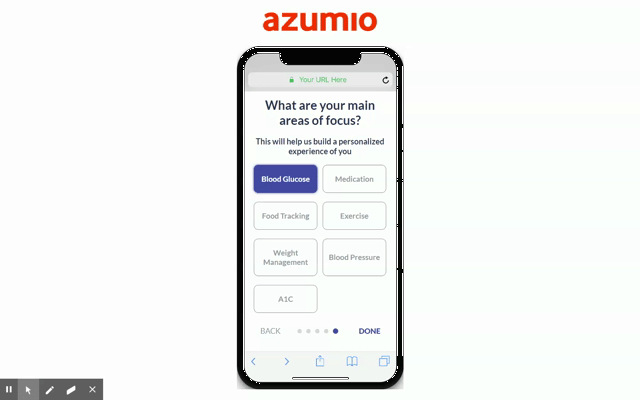 azumio
Your URL Here
What are your main
areas of focus?
This will help us build a personalized
experience of you
Blood Glucose
Medication
Food Tracking
Exercise
Weight
Management
Blood Pressure
A1C
BACK
DONE